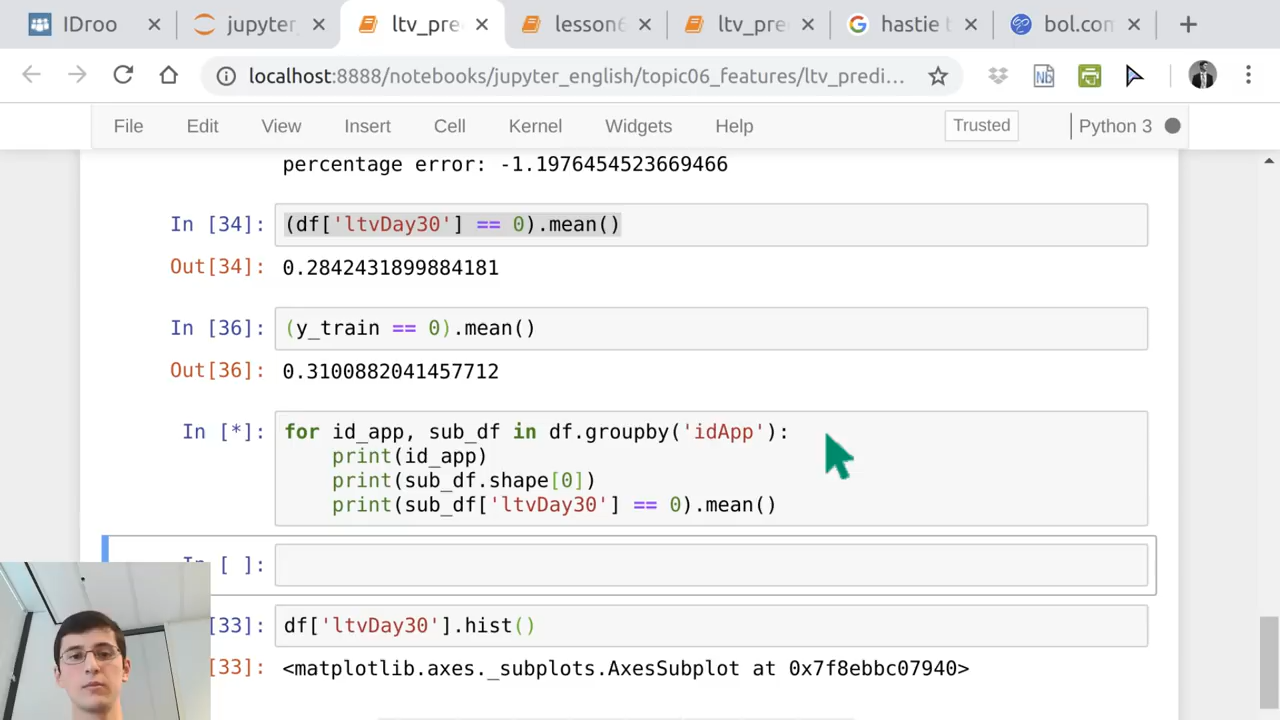 IDroo
jupyter_
ltv_pre
lesson6
ltv_pre
hastie t
bol.com
localhost:8888/notebooks/jupyter_english/topic06_features/ltv_predi...
File Edit View Insert Cell Kernel Widgets Help Trusted Python 3
percentage error: -1.1976454523669466
In [34]: (df['ltvDay30'] == 0).mean()
Out[34]: 0.2842431899884181
In [36]: (y_train == 0).mean()
Out[36]: 0.3100882041457712
In [*]: for id_app, sub_df in df.groupby('idApp'):
print(id_app)
print(sub_df.shape[0])
print(sub_df['ltvDay30'] == 0).mean()
In [ ]:
[33]: df['ltvDay30'].hist()
[33]: <matplotlib.axes._subplots.AxesSubplot at 0x7f8ebbc07940>